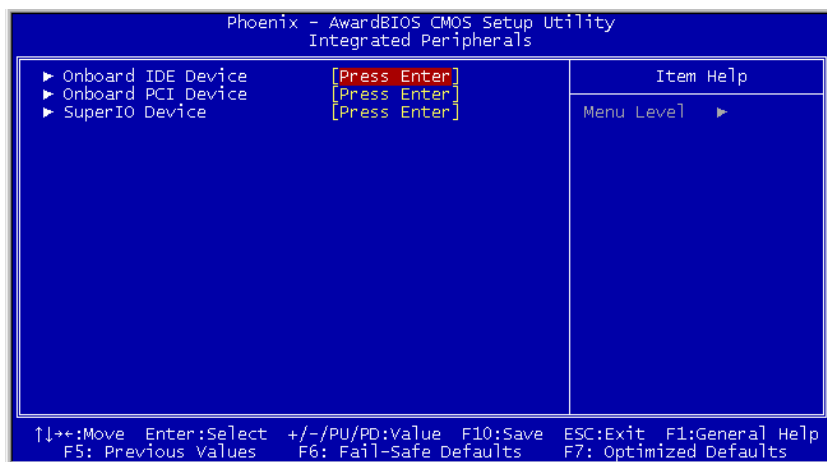 Phoenix - AwardBIOS CMOS Setup Utility
Integrated Peripherals
► Onboard IDE Device [Press Enter]
► Onboard PCI Device [Press Enter]
► SuperIO Device [Press Enter]
Item Help
Menu Level ►
↑↓→←:Move Enter:Select +/-/PU/PD:Value F10:Save ESC:Exit F1:General Help
F5: Previous Values F6: Fail-Safe Defaults F7: Optimized Defaults